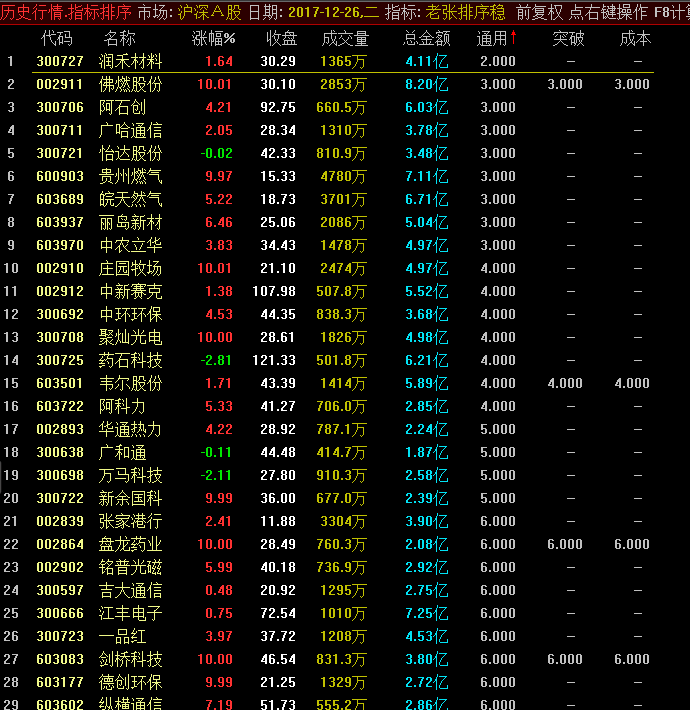 历史行情.指标排序 市场: 沪深A股 日期: 2017-12-26,二 指标: 老张排序稳 前复权 点右键操作 F8计
代码 名称 涨幅% 收盘 成交量 总金额 通用↑ 突破 成本
1 300727 润禾材料 1.64 30.29 1365万 4.11亿 2.000 — —
2 002911 佛燃股份 10.01 30.10 2853万 8.20亿 3.000 3.000 3.000
3 300706 阿石创 4.21 92.75 660.5万 6.03亿 3.000 — —
4 300711 广哈通信 2.05 28.34 1310万 3.78亿 3.000 — —
5 300721 怡达股份 -0.02 42.33 810.9万 3.48亿 3.000 — —
6 600903 贵州燃气 9.97 15.33 4780万 7.11亿 3.000 — —
7 603689 皖天然气 5.22 18.73 3701万 6.71亿 3.000 — —
8 603937 丽岛新材 6.46 25.06 2086万 5.04亿 3.000 — —
9 603970 中农立华 3.83 34.43 1478万 4.97亿 3.000 — —
10 002910 庄园牧场 10.01 21.10 2474万 4.97亿 4.000 — —
11 002912 中新赛克 1.38 107.98 507.8万 5.52亿 4.000 — —
12 300692 中环环保 4.53 44.35 838.3万 3.68亿 4.000 — —
13 300708 聚灿光电 10.00 28.61 1826万 4.98亿 4.000 — —
14 300725 药石科技 -2.81 121.33 501.8万 6.21亿 4.000 — —
15 603501 韦尔股份 1.71 43.39 1414万 5.89亿 4.000 4.000 4.000
16 603722 阿科力 5.33 41.27 706.0万 2.85亿 4.000 — —
17 002893 华通热力 4.22 28.92 787.1万 2.24亿 5.000 — —
18 300638 广和通 -0.11 44.48 414.7万 1.87亿 5.000 — —
19 300698 万马科技 -2.11 27.80 910.3万 2.58亿 5.000 — —
20 300722 新余国科 9.99 36.00 677.0万 2.39亿 5.000 — —
21 002839 张家港行 2.41 11.88 3304万 3.90亿 6.000 — —
22 002864 盘龙药业 10.00 28.49 760.3万 2.08亿 6.000 6.000 6.000
23 002902 铭普光磁 5.99 40.18 736.9万 2.92亿 6.000 — —
24 300597 吉大通信 0.48 20.92 1295万 2.75亿 6.000 — —
25 300666 江丰电子 0.75 72.54 1010万 7.25亿 6.000 — —
26 300723 一品红 3.97 37.72 1208万 4.53亿 6.000 — —
27 603083 剑桥科技 10.00 46.54 831.3万 3.80亿 6.000 6.000 6.000
28 603177 德创环保 9.99 21.25 1329万 2.72亿 6.000 — —
29 603602 纵横通信 7.19 51.73 555.2万 2.86亿 6.000 — —